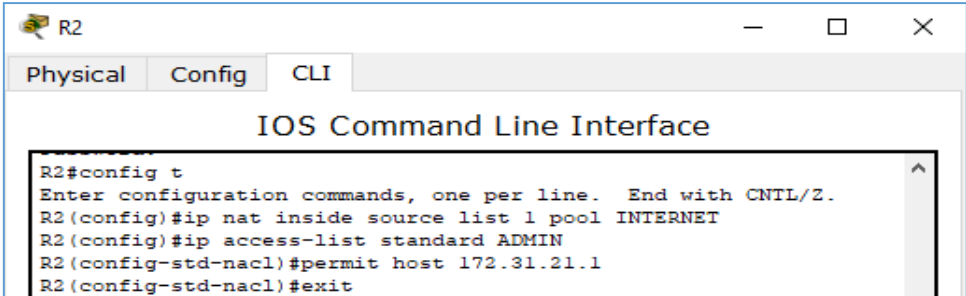 R2
Physical Config CLI
IOS Command Line Interface
R2#config t
Enter configuration commands, one per line.  End with CNTL/Z.
R2(config)#ip nat inside source list 1 pool INTERNET
R2(config)#ip access-list standard ADMIN
R2(config-std-nacl)#permit host 172.31.21.1
R2(config-std-nacl)#exit